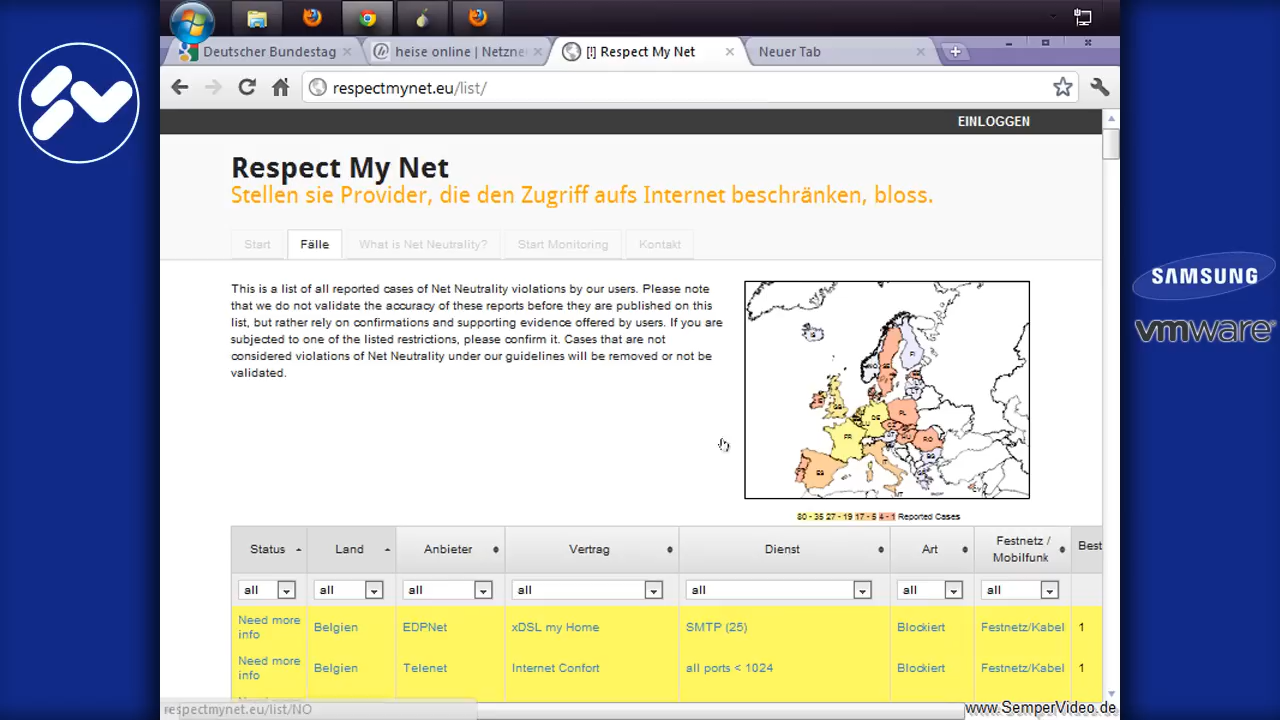 Deutscher Bundestag
heise online | Netzne
[!] Respect My Net
Neuer Tab
respectmynet.eu/list/
EINLOGGEN
Respect My Net
Stellen sie Provider, die den Zugriff aufs Internet beschränken, bloss.
Start
Fälle
What is Net Neutrality?
Start Monitoring
Kontakt
This is a list of all reported cases of Net Neutrality violations by our users. Please note
that we do not validate the accuracy of these reports before they are published on this
list, but rather rely on confirmations and supporting evidence offered by users. If you are
subjected to one of the listed restrictions, please confirm it. Cases that are not
considered violations of Net Neutrality under our guidelines will be removed or not be
validated.
FI
DE
PL
FR
RO
ES
80 - 35 27 - 19 17 - 5 4 - 1 Reported Cases
Status Land Anbieter Vertrag Dienst Art Festnetz / Best
Mobilfunk
all all all all all all all
Need more Belgien EDPNet xDSL my Home SMTP (25) Blockiert Festnetz/Kabel 1
info
Need more Belgien Telenet Internet Confort all ports < 1024 Blockiert Festnetz/Kabel 1
info
respectmynet.eu/list/NO
www.SemperVideo.de
SAMSUNG
vmware